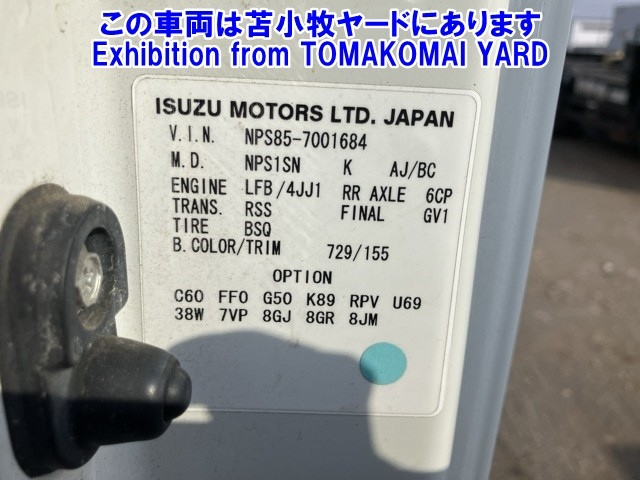 この車両は苫小牧ヤードにあります
Exhibition from TOMAKOMAI YARD
ISUZU MOTORS LTD. JAPAN
V.I.N. NPS85-7001684
M.D. NPS1SN K AJ/BC
ENGINE LFB/4JJ1 RR AXLE 6CP
TRANS. RSS FINAL GV1
TIRE BSQ
B.COLOR/TRIM 729/155
OPTION
C60 FF0 G50 K89 RPV U69
38W 7VP 8GJ 8GR 8JM